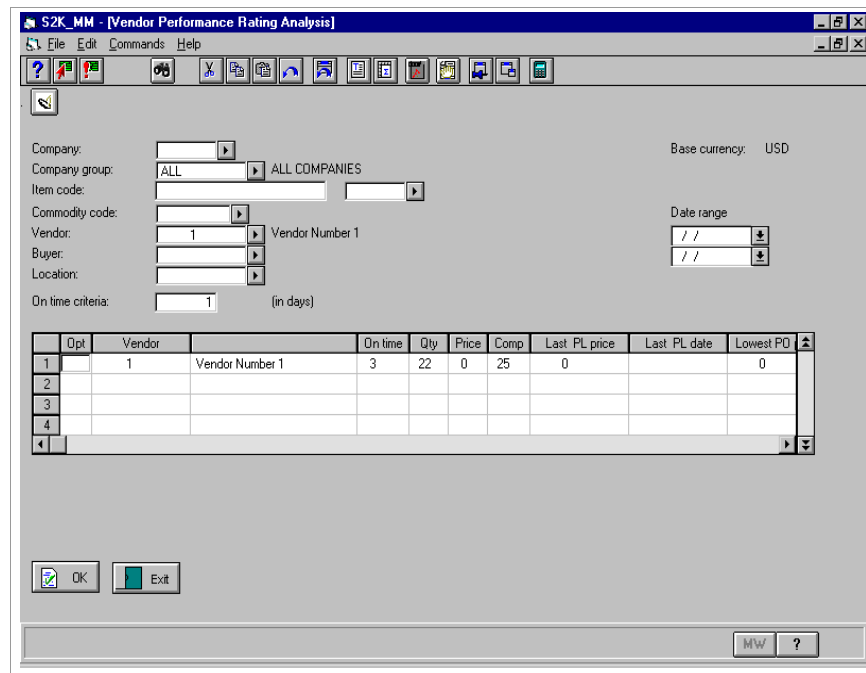 S2K_MM - [Vendor Performance Rating Analysis]
File Edit Commands Help
Company:
Base currency: USD
Company group: ALL ALL COMPANIES
Item code:
Commodity code:
Date range
Vendor: 1 Vendor Number 1
/ /
Buyer:
/ /
Location:
On time criteria: 1 (in days)
Opt Vendor On time Qty Price Comp Last PL price Last PL date Lowest PO
1 1 Vendor Number 1 3 22 0 25 0 0
2
3
4
OK Exit
MW ?